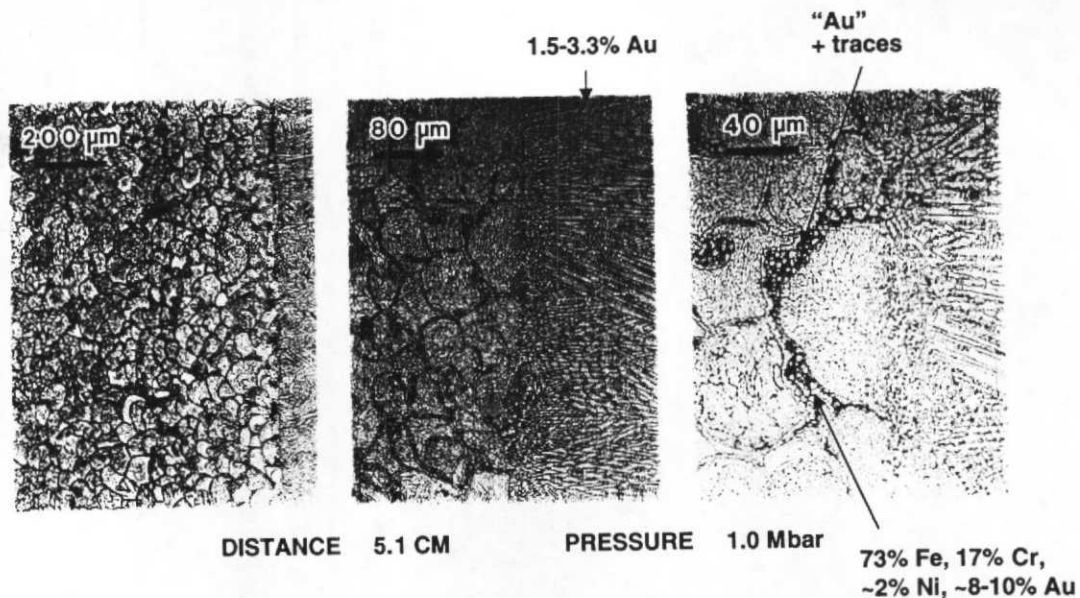 "Au"
+ traces
1.5-3.3% Au
200 µm
80 µm
40 µm
DISTANCE 5.1 CM PRESSURE 1.0 Mbar
73% Fe, 17% Cr,
~2% Ni, ~8-10% Au